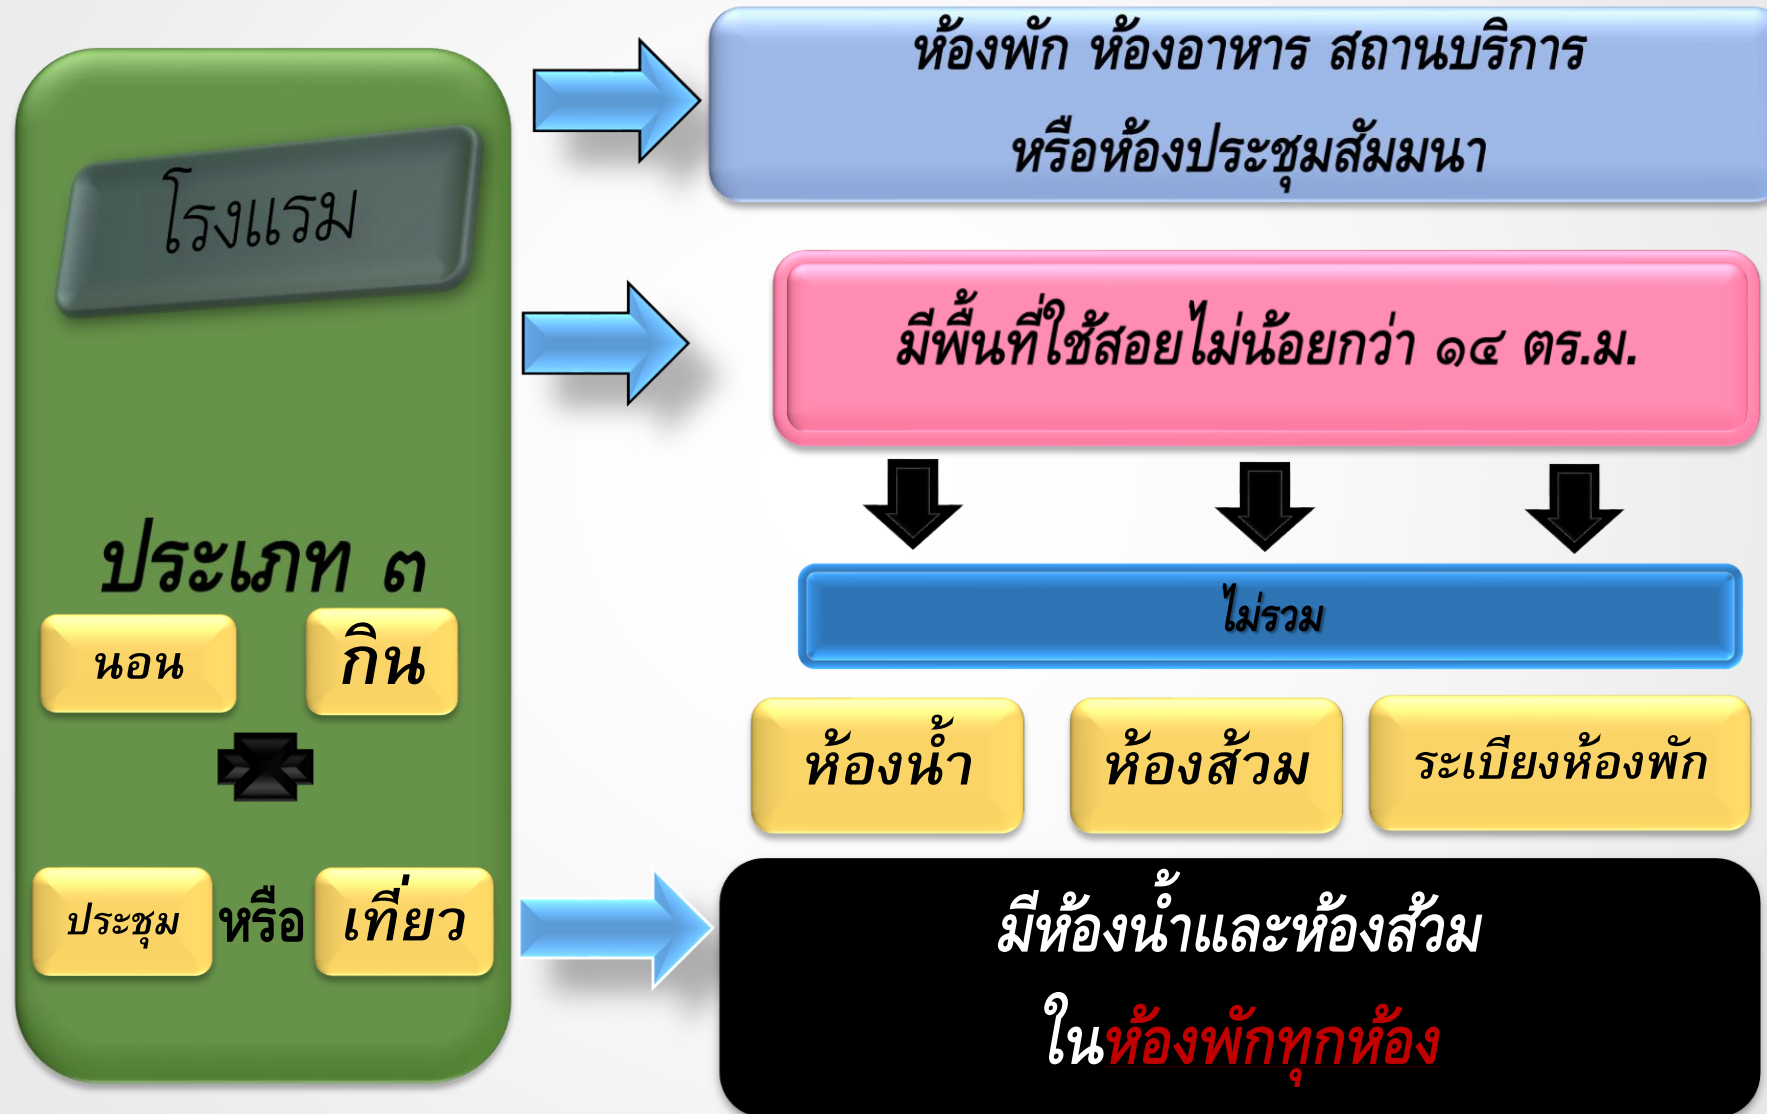 โรงแรม
ประเภท ๓
นอน
กิน
ประชุม
หรือ
เที่ยว
ห้องพัก ห้องอาหาร สถานบริการ
หรือห้องประชุมสัมมนา
มีพื้นที่ใช้สอยไม่น้อยกว่า ๑๔ ตร.ม.
ไม่รวม
ห้องน้ำ
ห้องส้วม
ระเบียงห้องพัก
มีห้องน้ำและห้องส้วม
ในห้องพักทุกห้อง